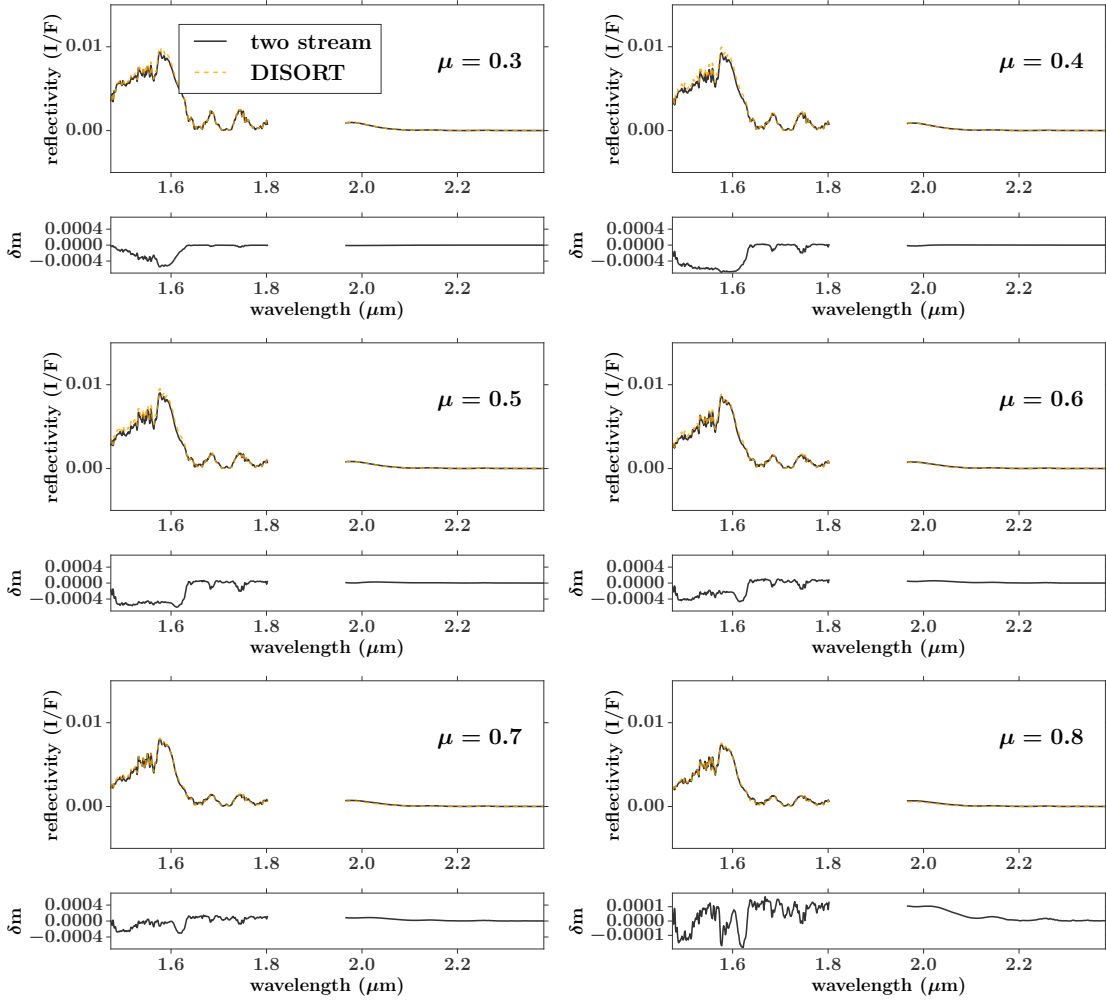 two stream
DISORT
reflectivity (I/F)
0.01
0.00
μ = 0.3
1.6 1.8 2.0 2.2
δm
0.0004
0.0000
−0.0004
wavelength (μm)
reflectivity (I/F)
0.01
0.00
μ = 0.4
1.6 1.8 2.0 2.2
δm
0.0004
0.0000
−0.0004
wavelength (μm)
reflectivity (I/F)
0.01
0.00
μ = 0.5
1.6 1.8 2.0 2.2
δm
0.0004
0.0000
−0.0004
wavelength (μm)
reflectivity (I/F)
0.01
0.00
μ = 0.6
1.6 1.8 2.0 2.2
δm
0.0004
0.0000
−0.0004
wavelength (μm)
reflectivity (I/F)
0.01
0.00
μ = 0.7
1.6 1.8 2.0 2.2
δm
0.0004
0.0000
−0.0004
wavelength (μm)
reflectivity (I/F)
0.01
0.00
μ = 0.8
1.6 1.8 2.0 2.2
δm
0.0001
0.0000
−0.0001
wavelength (μm)